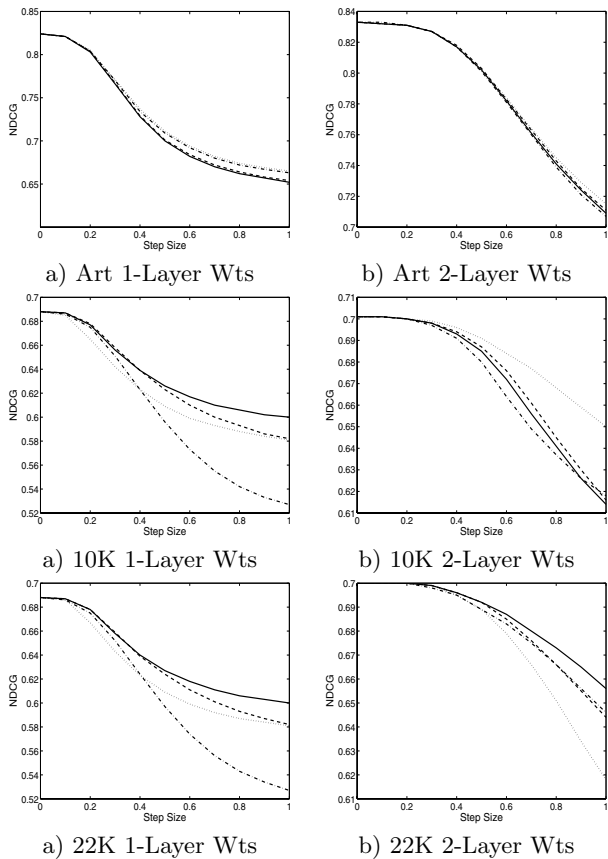 0.85
0.8
0.75
0.7
0.65
NDCG
0 0.2 0.4 0.6 0.8 1
Step Size
a) Art 1-Layer Wts
0.84
0.82
0.8
0.78
0.76
0.74
0.72
0.7
NDCG
0 0.2 0.4 0.6 0.8 1
Step Size
b) Art 2-Layer Wts
0.7
0.68
0.66
0.64
0.62
0.6
0.58
0.56
0.54
0.52
NDCG
0 0.2 0.4 0.6 0.8 1
Step Size
a) 10K 1-Layer Wts
0.71
0.7
0.69
0.68
0.67
0.66
0.65
0.64
0.63
0.62
0.61
NDCG
0 0.2 0.4 0.6 0.8 1
Step Size
b) 10K 2-Layer Wts
0.7
0.68
0.66
0.64
0.62
0.6
0.58
0.56
0.54
0.52
NDCG
0 0.2 0.4 0.6 0.8 1
Step Size
a) 22K 1-Layer Wts
0.7
0.69
0.68
0.67
0.66
0.65
0.64
0.63
0.62
0.61
NDCG
0 0.2 0.4 0.6 0.8 1
Step Size
b) 22K 2-Layer Wts